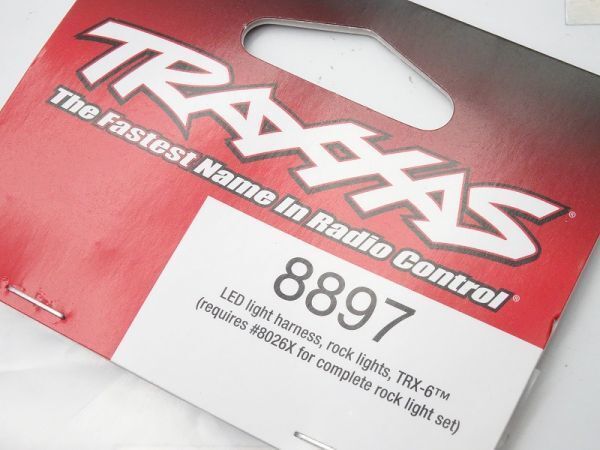 TRAXXAS®
The Fastest Name In Radio Control®
8897
LED light harness, rock lights, TRX-6™
(requires #8026X for complete rock light set)